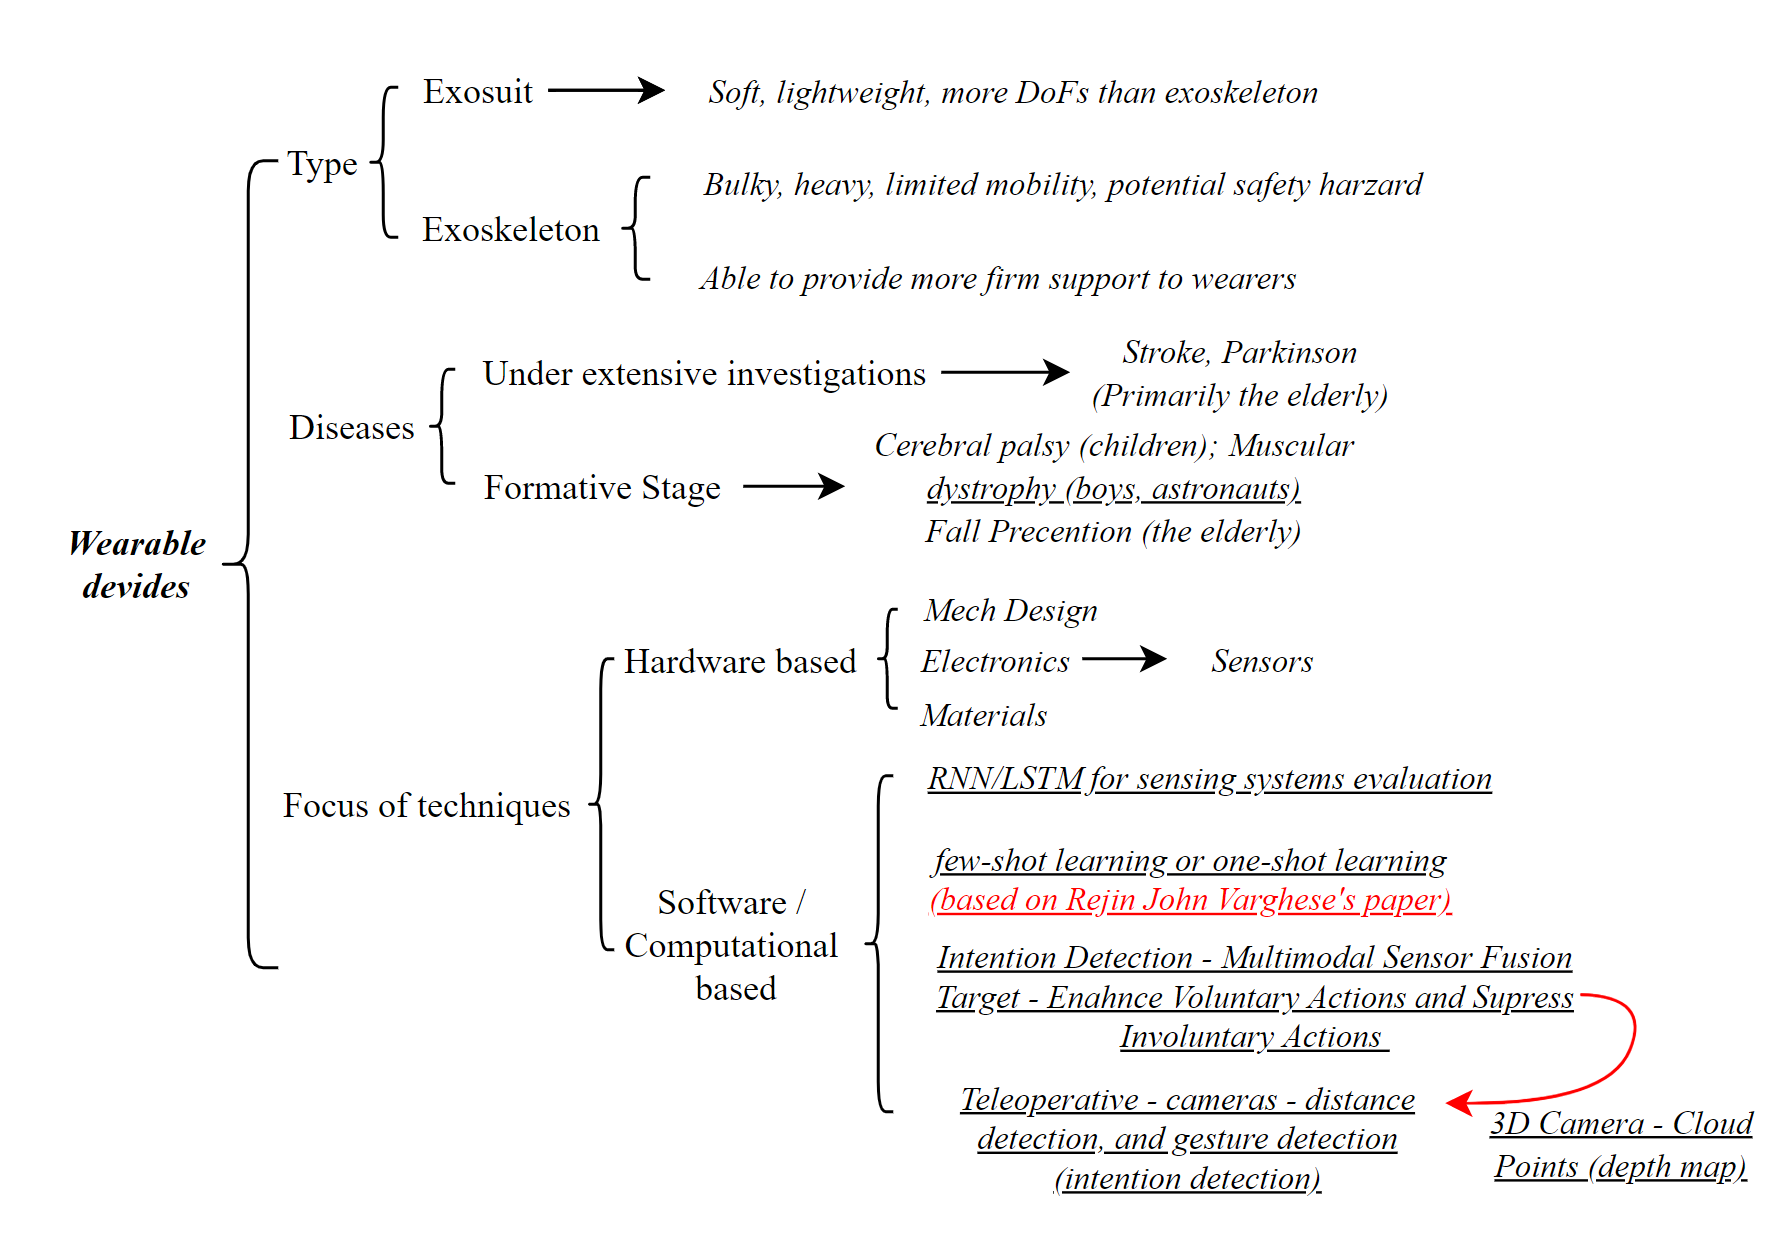 Exosuit
Soft, lightweight, more DoFs than exoskeleton
Type
Bulky, heavy, limited mobility, potential safety harzard
Exoskeleton
Able to provide more firm support to wearers
Under extensive investigations
Stroke, Parkinson
(Primarily the elderly)
Diseases
Cerebral palsy (children); Muscular
dystrophy (boys, astronauts)
Fall Precention (the elderly)
Formative Stage
Wearable
devides
Mech Design
Hardware based
Electronics
Sensors
Materials
Focus of techniques
RNN/LSTM for sensing systems evaluation
few-shot learning or one-shot learning
(based on Rejin John Varghese's paper)
Software /
Computational
based
Intention Detection - Multimodal Sensor Fusion
Target - Enahnce Voluntary Actions and Supress
Involuntary Actions
Teleoperative - cameras - distance
detection, and gesture detection
(intention detection)
3D Camera - Cloud
Points (depth map)